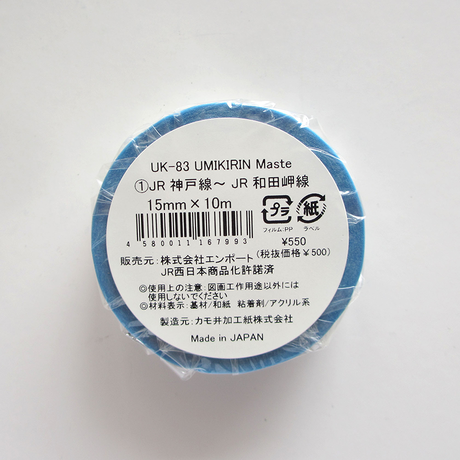 UK-83 UMIKIRIN Maste
①JR 神戸線～ JR 和田岬線
15mm×10m
プラ
紙
フィルム:PP ラベル
4 580011 167993
¥550
(税抜価格¥500)
販売元:株式会社エンポート
JR西日本商品化許諾済
◎使用上の注意:図画工作用途以外には
使用しないでください
◎材料表示:基材/和紙 粘着剤/アクリル系
製造元:カモ井加工紙株式会社
Made in JAPAN